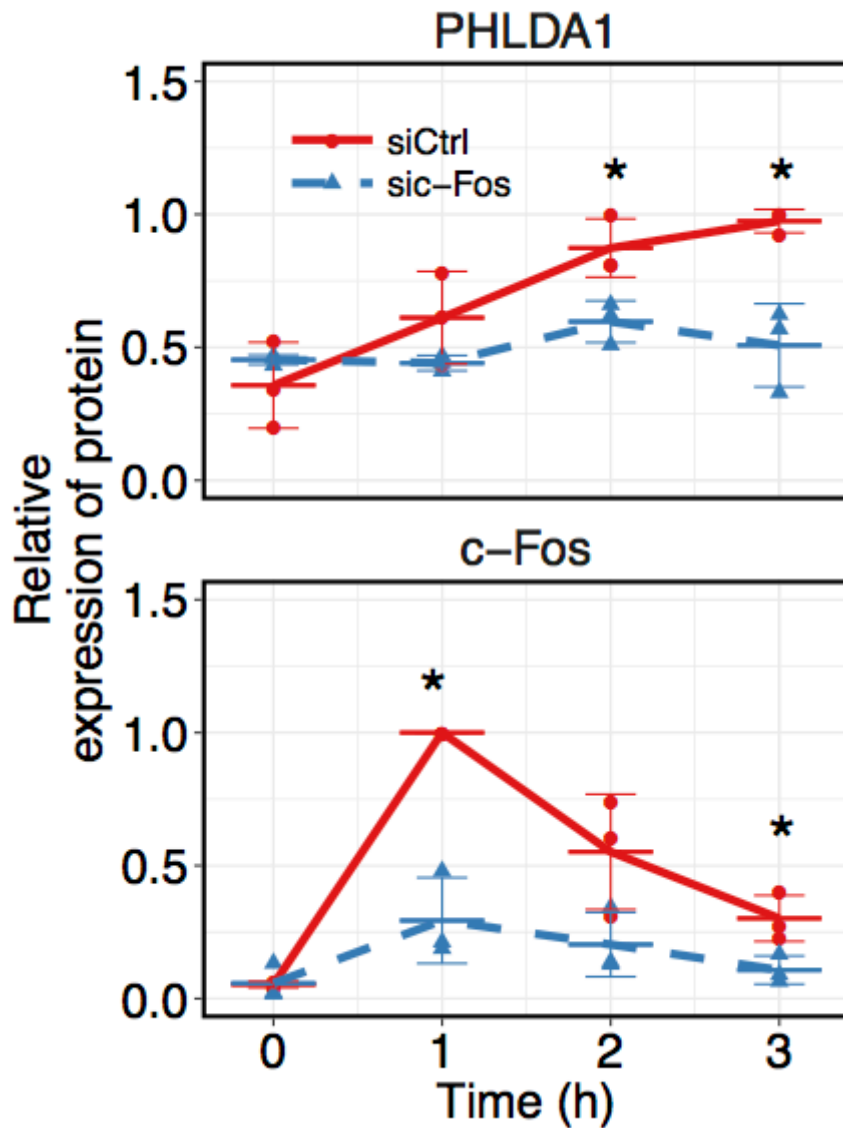 PHLDA1
1.5
siCtrl
sic-Fos
*
*
1.0
0.5
0.0
Relative
expression of protein
c-Fos
1.5
*
1.0
*
0.5
0.0
0
1
2
3
Time (h)